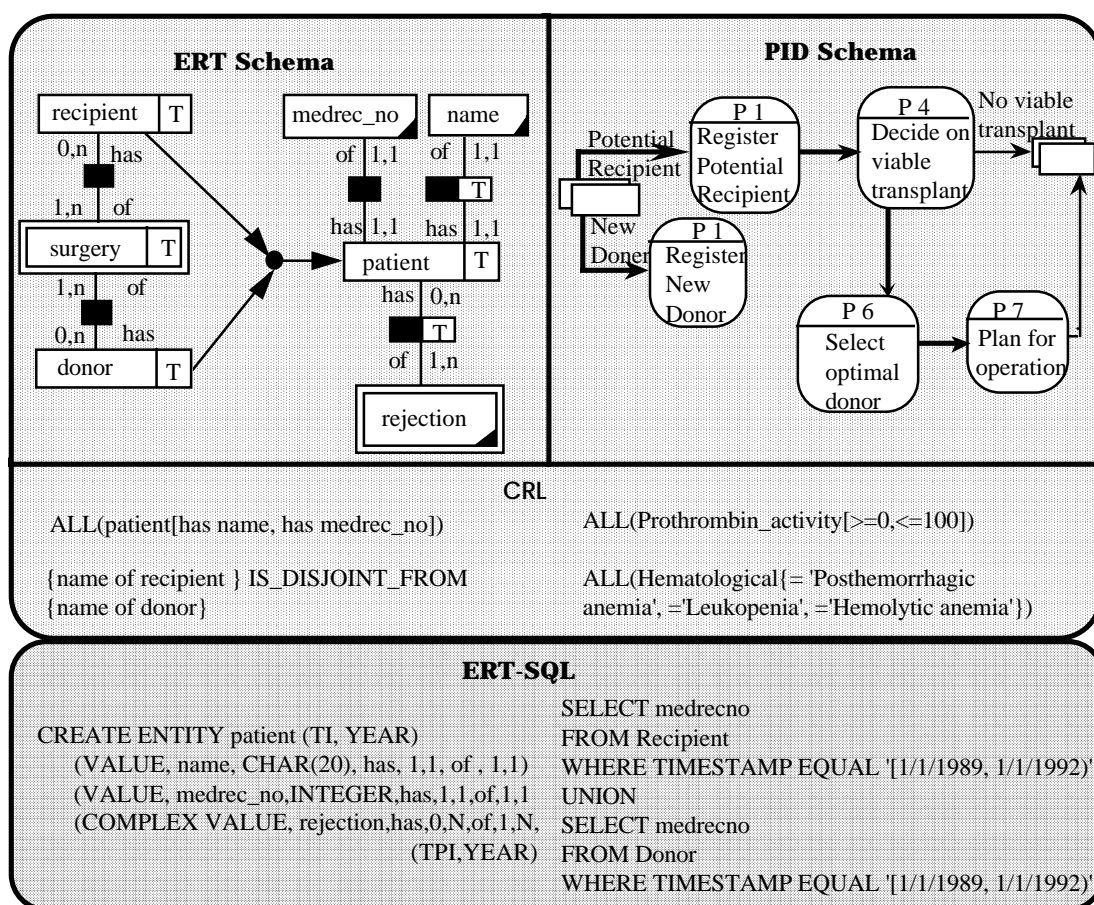 ERT Schema
recipient
T
0,n
has
1,n
of
surgery
T
1,n
of
0,n
has
donor
T
medrec_no
of
1,1
has
1,1
name
of
1,1
T
has
1,1
patient
T
has
0,n
T
of
1,n
rejection
PID Schema
Potential
Recipient
New
Doner
P 1
Register
Potential
Recipient
P 1
Register
New
Donor
P 4
Decide on
viable
transplant
No viable
transplant
P 6
Select
optimal
donor
P 7
Plan for
operation
CRL
ALL(patient[has name, has medrec_no])
{name of recipient } IS_DISJOINT_FROM
{name of donor}
ALL(Prothrombin_activity[>=0,<=100])
ALL(Hematological{= 'Posthemorrhagic
anemia', ='Leukopenia', ='Hemolytic anemia'})
ERT-SQL
CREATE ENTITY patient (TI, YEAR)
(VALUE, name, CHAR(20), has, 1,1, of , 1,1)
(VALUE, medrec_no,INTEGER,has,1,1,of,1,1
(COMPLEX VALUE, rejection,has,0,N,of,1,N,
(TPI,YEAR)
SELECT medrecno
FROM Recipient
WHERE TIMESTAMP EQUAL '[1/1/1989, 1/1/1992)'
UNION
SELECT medrecno
FROM Donor
WHERE TIMESTAMP EQUAL '[1/1/1989, 1/1/1992)'